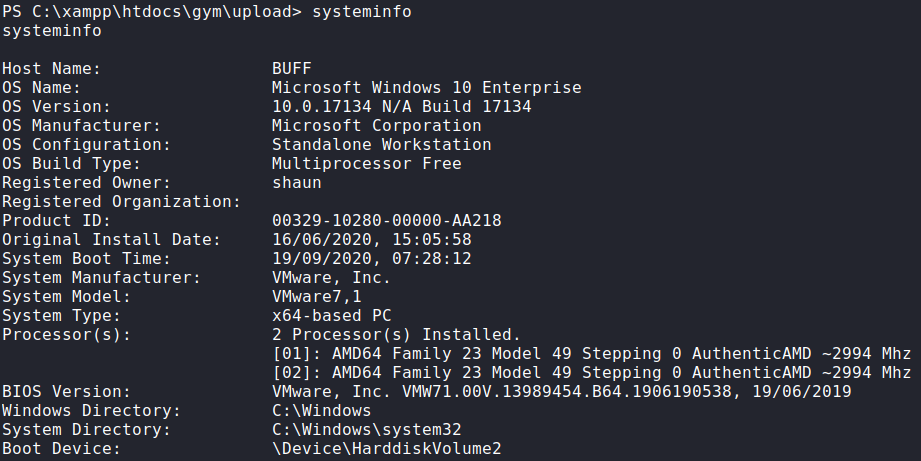 PS C:\xampp\htdocs\gym\upload> systeminfo
systeminfo

Host Name:                 BUFF
OS Name:                   Microsoft Windows 10 Enterprise
OS Version:                10.0.17134 N/A Build 17134
OS Manufacturer:           Microsoft Corporation
OS Configuration:          Standalone Workstation
OS Build Type:             Multiprocessor Free
Registered Owner:          shaun
Registered Organization:
Product ID:                00329-10280-00000-AA218
Original Install Date:     16/06/2020, 15:05:58
System Boot Time:          19/09/2020, 07:28:12
System Manufacturer:       VMware, Inc.
System Model:              VMware7,1
System Type:               x64-based PC
Processor(s):              2 Processor(s) Installed.
                           [01]: AMD64 Family 23 Model 49 Stepping 0 AuthenticAMD ~2994 Mhz
                           [02]: AMD64 Family 23 Model 49 Stepping 0 AuthenticAMD ~2994 Mhz
BIOS Version:              VMware, Inc. VMW71.00V.13989454.B64.1906190538, 19/06/2019
Windows Directory:         C:\Windows
System Directory:          C:\Windows\system32
Boot Device:               \Device\HarddiskVolume2